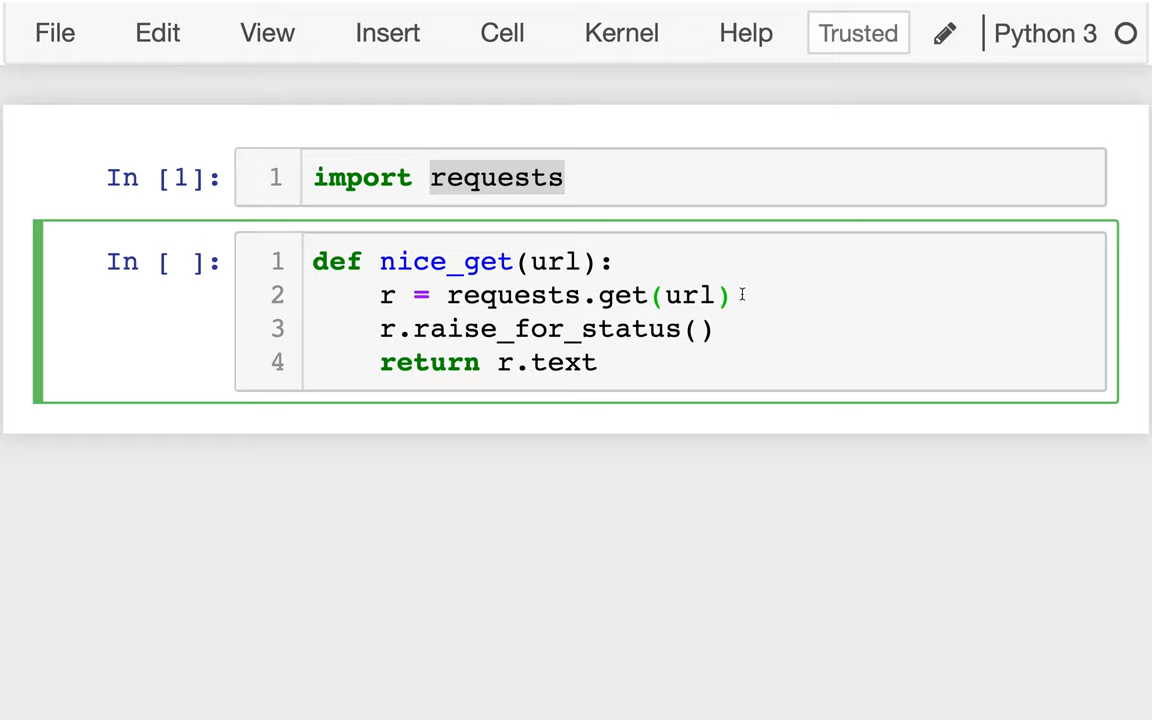 File Edit View Insert Cell Kernel Help Trusted Python 3
In [1]: 1 import requests
In [ ]: 1 def nice_get(url):
2     r = requests.get(url)
3     r.raise_for_status()
4     return r.text